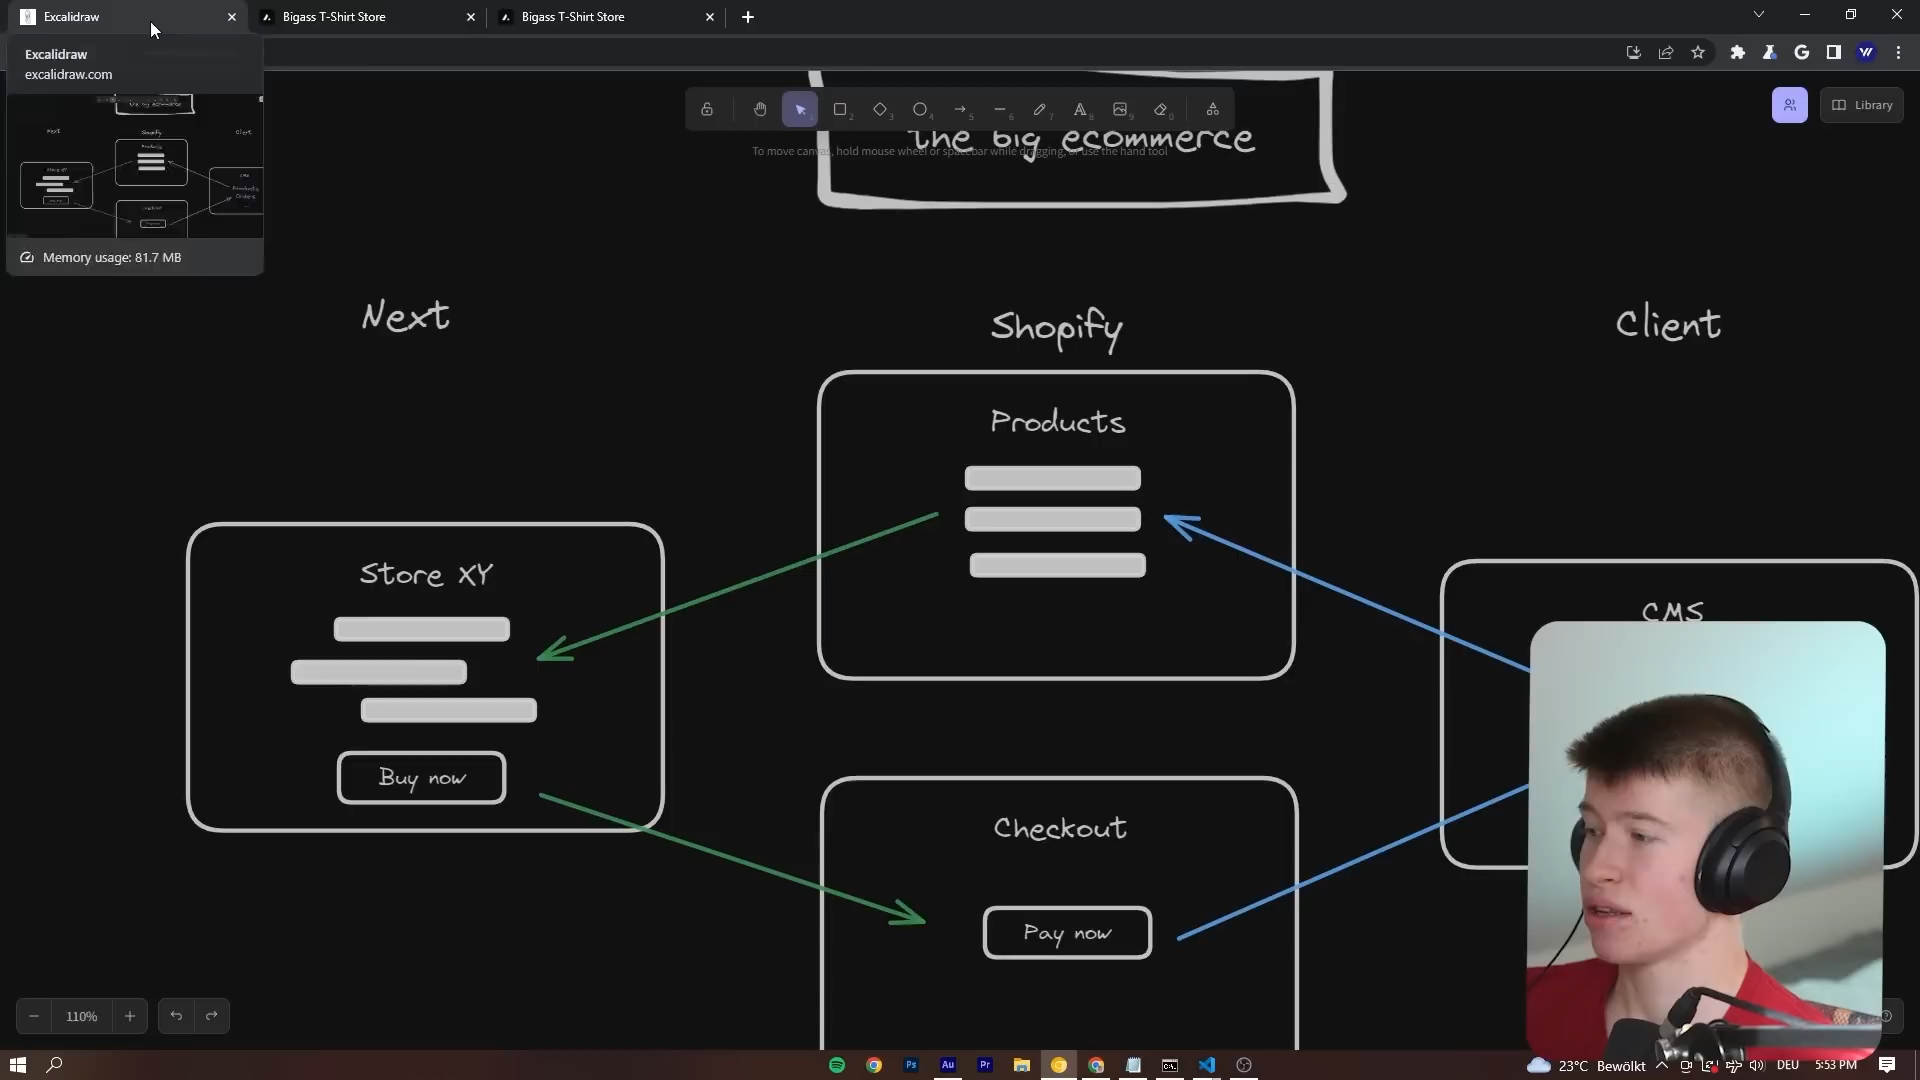 Excalidraw
Bigass T-Shirt Store
Bigass T-Shirt Store
Excalidraw
excalidraw.com
Memory usage: 81.7 MB
Library
the big ecommerce
To move canvas, hold mouse wheel or spacebar while dragging, or use the hand tool
Next
Shopify
Client
Products
Store XY
CMS
Buy now
Checkout
Pay now
110%
23°C Bewölkt
DEU
5:53 PM